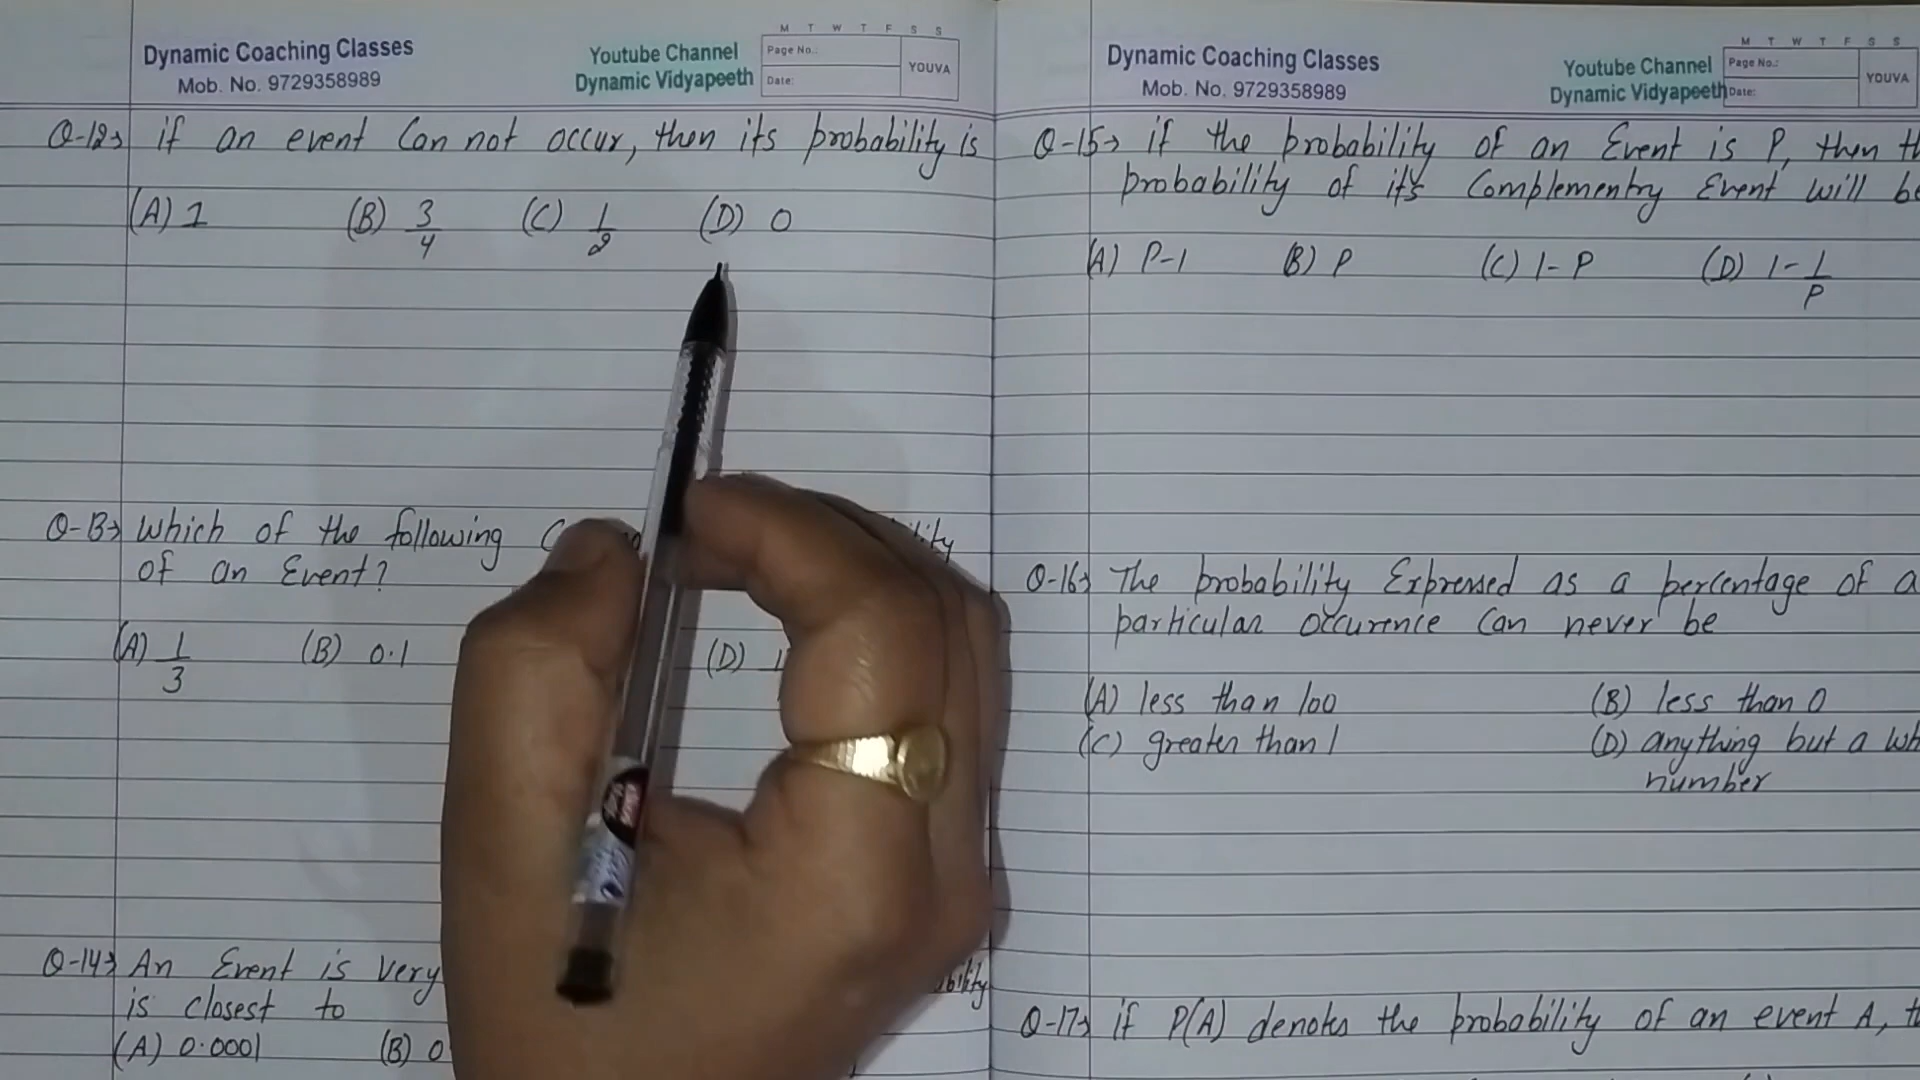 Dynamic Coaching Classes
Mob. No. 9729358989
Youtube Channel
Dynamic Vidyapeeth
M T W T F S S
Page No.:
Date:
YOUVA
Q-12→ if an event Can not occur, then its probability is
(A) 1 (B) 3/4 (C) 1/2 (D) 0
Q-13→ Which of the following
of an Event?
(A) 1/3 (B) 0.1 (D)
Q-14→ An Event is very
is closest to
(A) 0.0001 (B) 0
Dynamic Coaching Classes
Mob. No. 9729358989
Youtube Channel
Dynamic Vidyapeeth
M T W T F S S
Page No.:
Date:
YOUVA
Q-15→ if the probability of an Event is P, then
probability of it's Complementry Event will be
(A) P-1 (B) P (C) 1-P (D) 1-1/P
Q-16→ The probability Expressed as a percentage of a
particular occurence Can never be
(A) less than 100 (B) less than 0
(C) greater than 1 (D) anything but a
number
Q-17→ if P(A) denotes the probability of an event A,